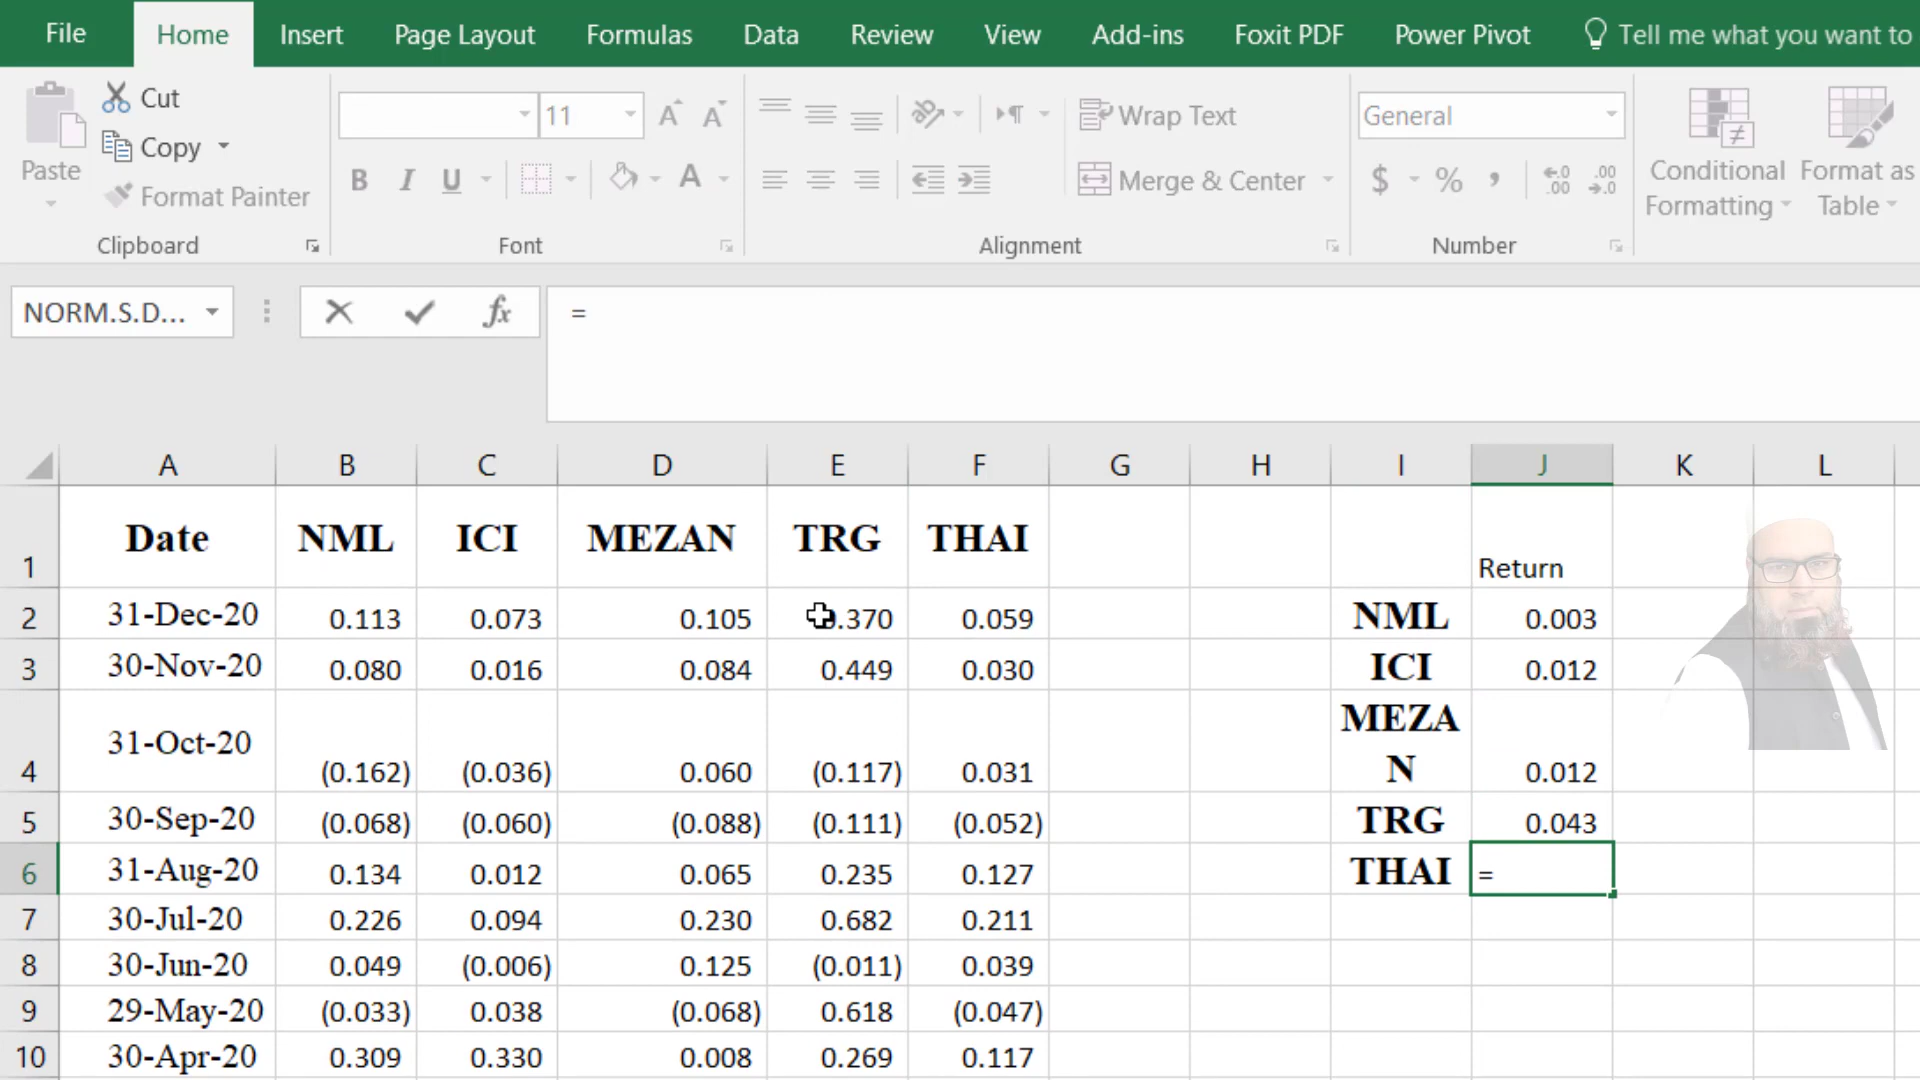 File Home Insert Page Layout Formulas Data Review View Add-ins Foxit PDF Power Pivot Tell me what you want to
Cut
Copy
Paste
Format Painter
Clipboard
11
B I U A
Font
Wrap Text
Merge & Center
Alignment
General
$ % , .00 .00
Number
Conditional Formatting
Format as Table
NORM.S.D... fx =
A B C D E F G H I J K L
1 Date NML ICI MEZAN TRG THAI Return
2 31-Dec-20 0.113 0.073 0.105 .370 0.059 NML 0.003
3 30-Nov-20 0.080 0.016 0.084 0.449 0.030 ICI 0.012
4 31-Oct-20 (0.162) (0.036) 0.060 (0.117) 0.031 MEZAN 0.012
5 30-Sep-20 (0.068) (0.060) (0.088) (0.111) (0.052) TRG 0.043
6 31-Aug-20 0.134 0.012 0.065 0.235 0.127 THAI =
7 30-Jul-20 0.226 0.094 0.230 0.682 0.211
8 30-Jun-20 0.049 (0.006) 0.125 (0.011) 0.039
9 29-May-20 (0.033) 0.038 (0.068) 0.618 (0.047)
10 30-Apr-20 0.309 0.330 0.008 0.269 0.117